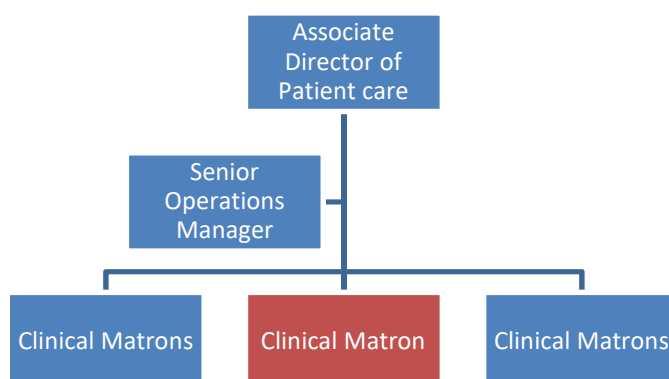 Associate
Director of
Patient care
Senior
Operations
Manager
Clinical Matrons
Clinical Matron
Clinical Matrons